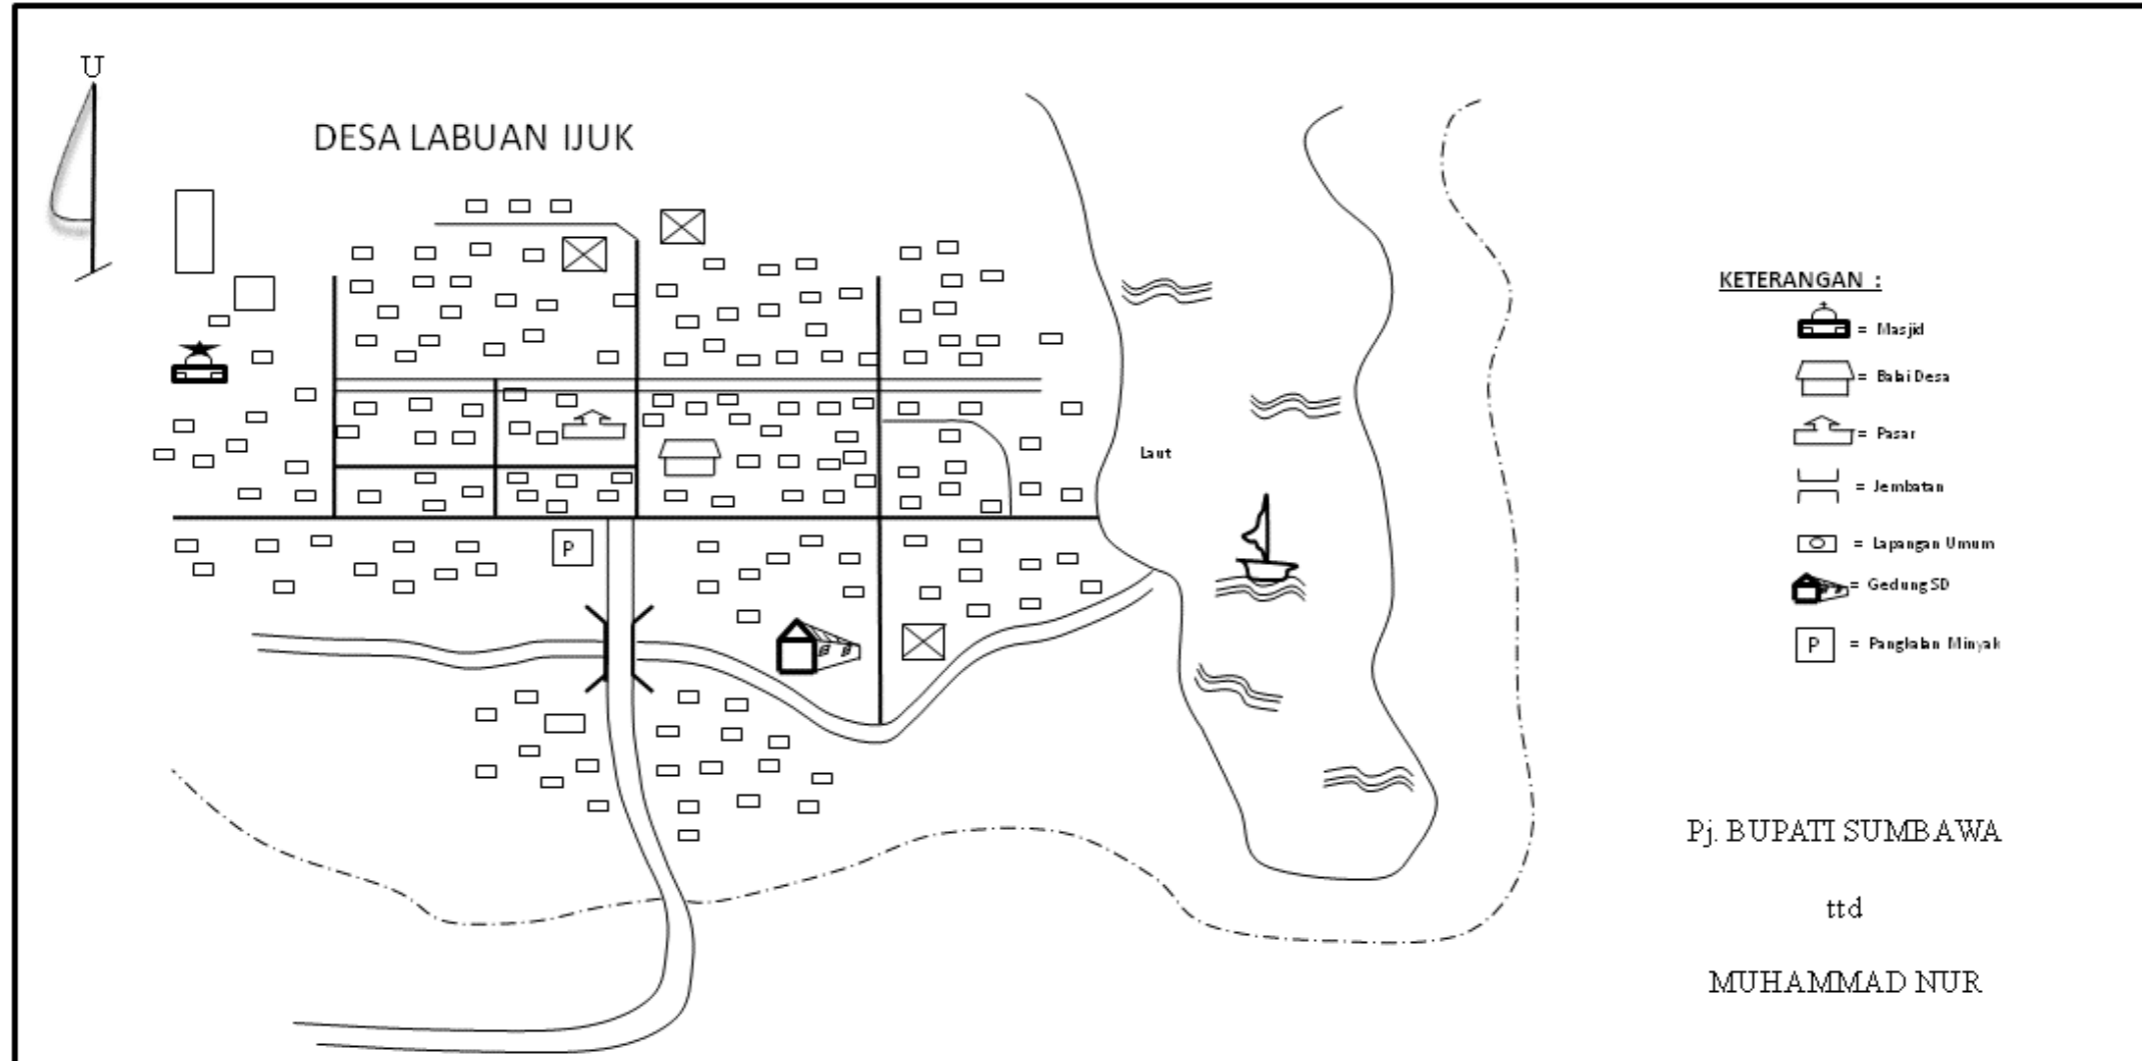 U
DESA LABUAN IJUK
P
Laut
KETERANGAN :
= Masjid
= Balai Desa
= Pasar
= Jembatan
= Lapangan Umum
= Gedung SD
P = Pangkalan Minyak
Pj. BUPATI SUMBAWA
ttd
MUHAMMAD NUR